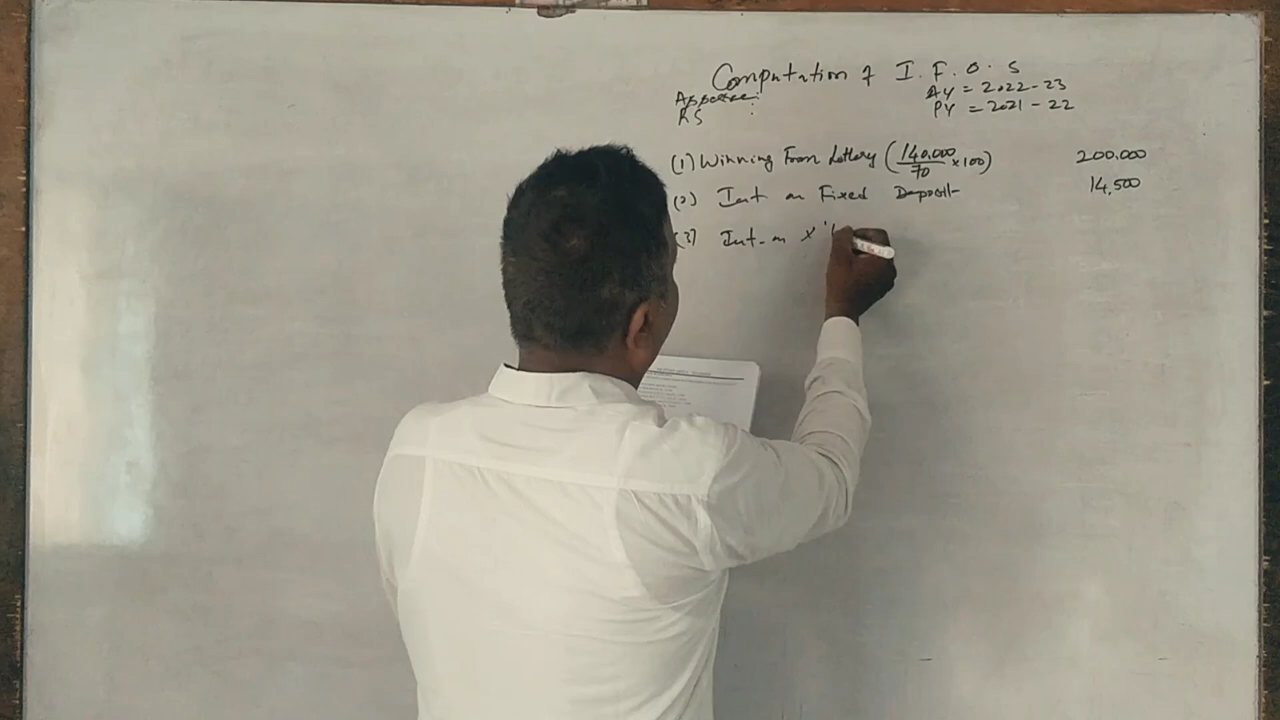 Computation of I. F. O. S
AY = 2022-23
Assessee:
PY = 2021-22
RS
(1) Winning From Lottery (140,000/70 ×100) 200,000
(2) Int on Fixed Deposit 14,500
(3) Int on X